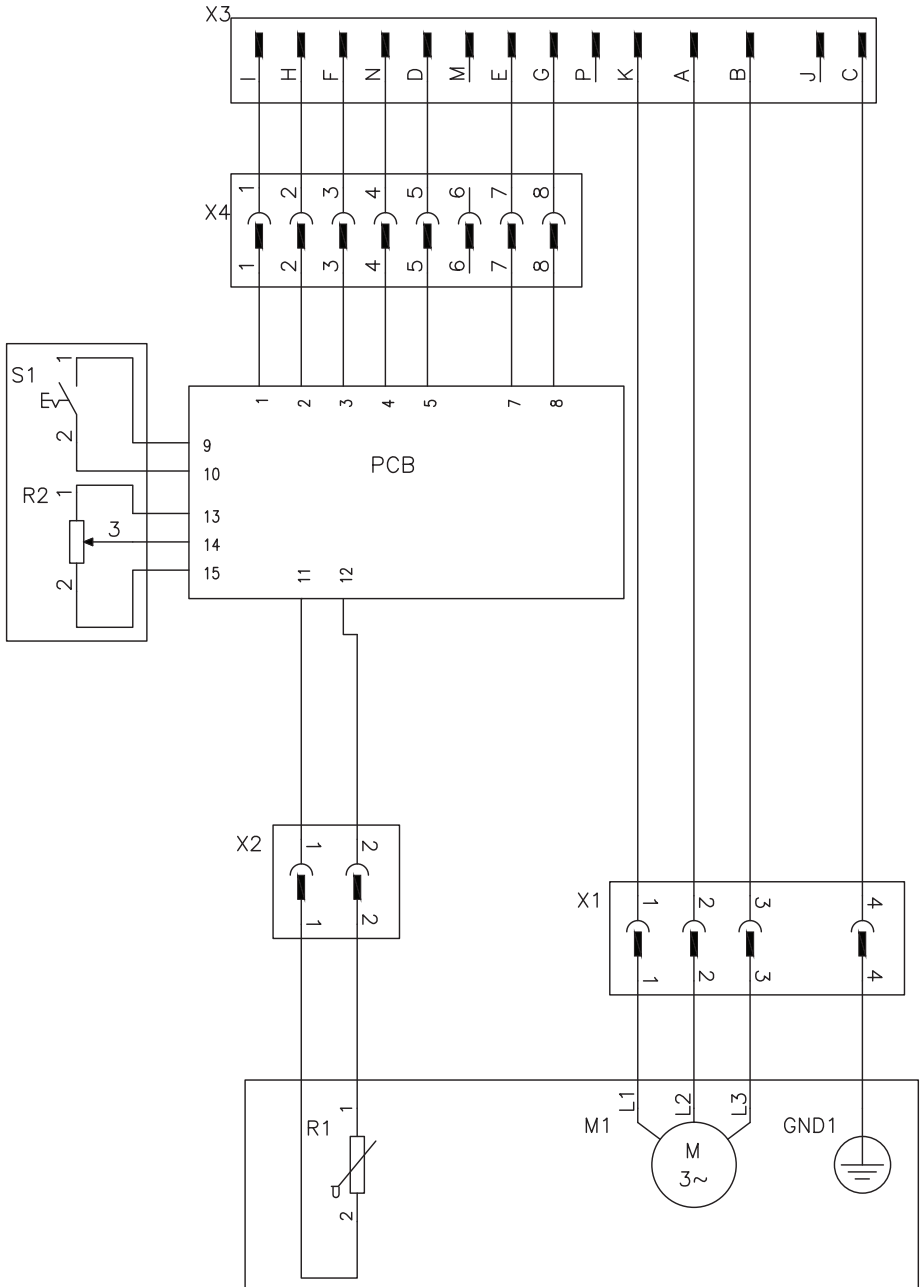 X3
I H F N D M E G P K A B J C
1 2 3 4 5 6 7 8
X4
1 2 3 4 5 6 7 8
S1
1
2
1 2 3 4 5 7 8
9
10
PCB
R2
1
3
2
13
14
15
11 12
X2
1 2
1 2
X1
1 2 3 4
1 2 3 4
R1
1
2
M1
L1 L2 L3
M
3~
GND1